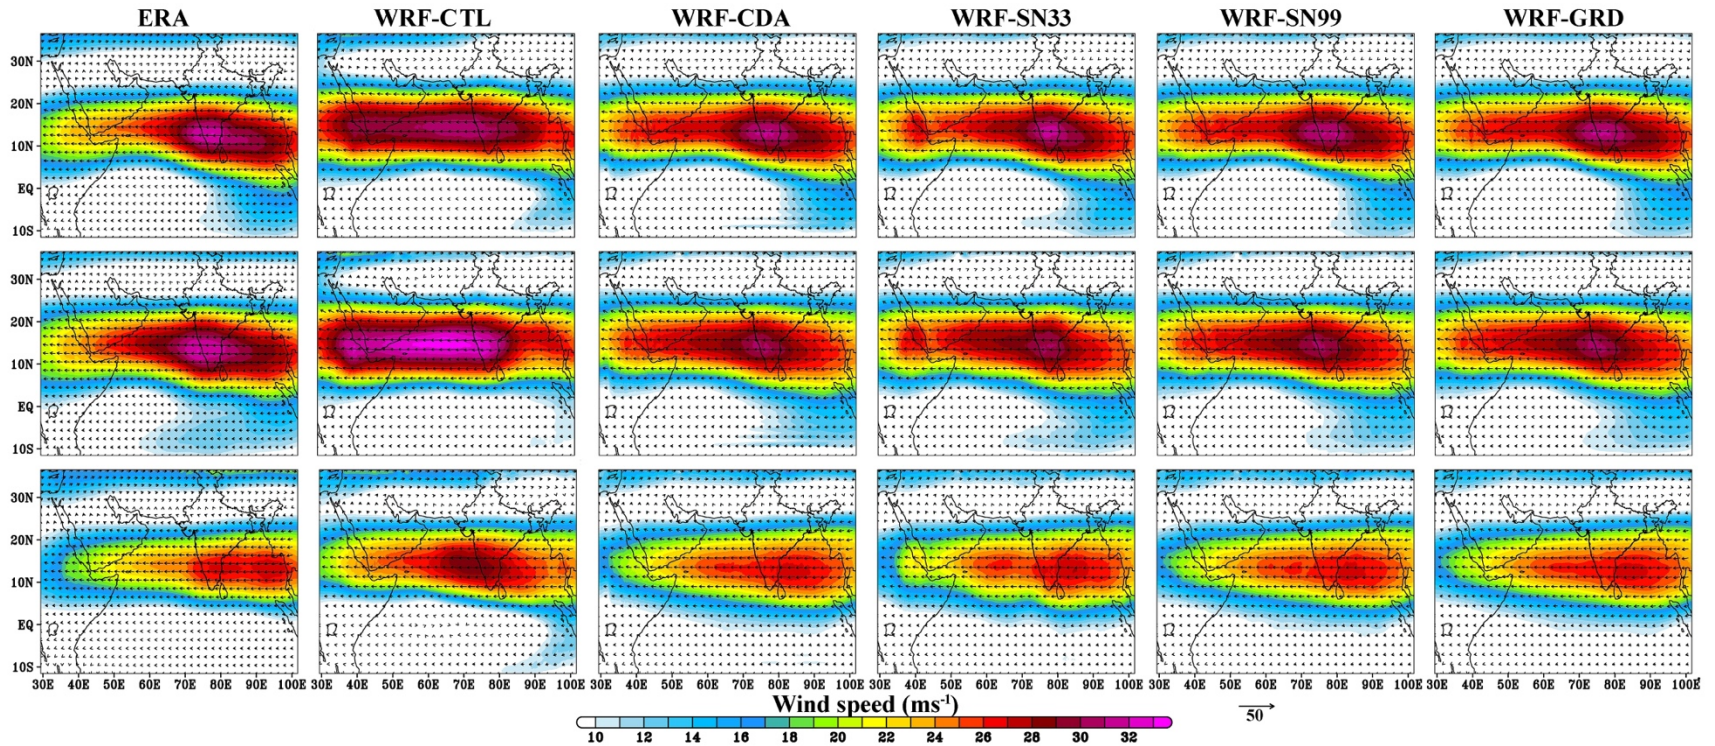 ERA WRF-CTL WRF-CDA WRF-SN33 WRF-SN99 WRF-GRD
30N
20N
10N
EQ
10S
30N
20N
10N
EQ
10S
30N
20N
10N
EQ
10S
30E 40E 50E 60E 70E 80E 90E 100E 30E 40E 50E 60E 70E 80E 90E 100E 30E 40E 50E 60E 70E 80E 90E 100E 30E 40E 50E 60E 70E 80E 90E 100E 30E 40E 50E 60E 70E 80E 90E 100E 30E 40E 50E 60E 70E 80E 90E 100E
Wind speed (ms⁻¹)
50
10 12 14 16 18 20 22 24 26 28 30 32